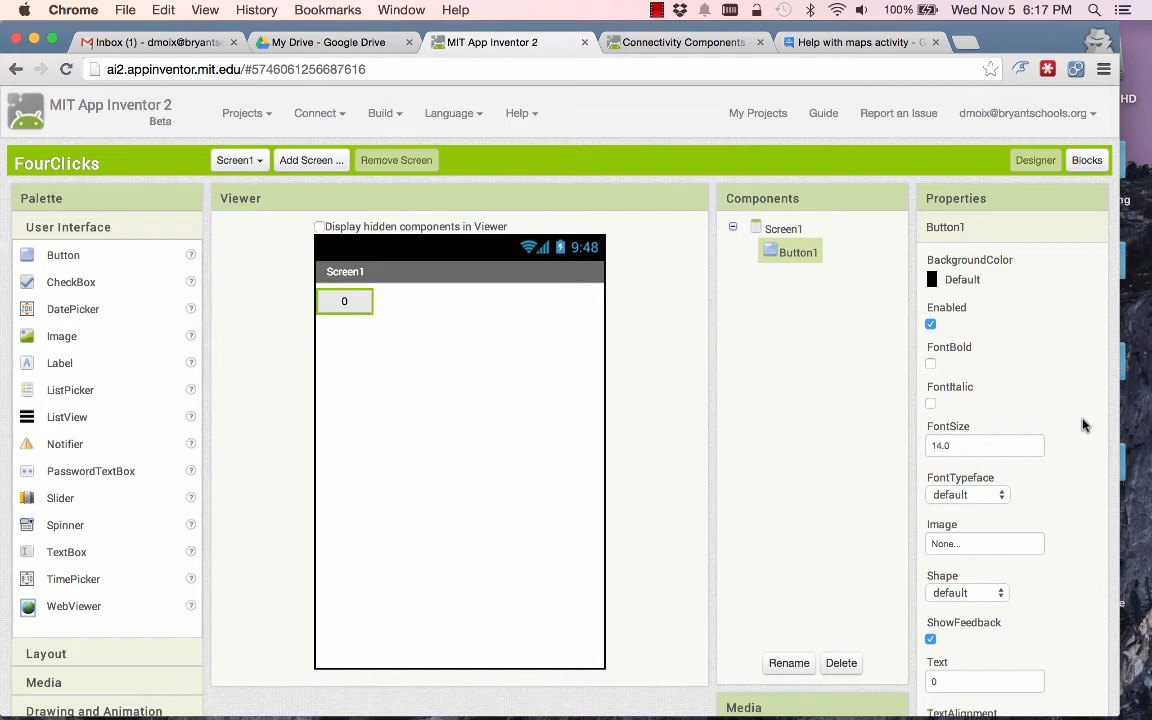 Chrome File Edit View History Bookmarks Window Help 100% Wed Nov 5 6:17 PM
Inbox (1) - dmoix@bryants
My Drive - Google Drive
MIT App Inventor 2
Connectivity Components
Help with maps activity - G
ai2.appinventor.mit.edu/#5746061256687616
HD
MIT App Inventor 2
Beta
Projects Connect Build Language Help My Projects Guide Report an Issue dmoix@bryantschools.org
FourClicks Screen1 Add Screen ... Remove Screen Designer Blocks
Palette Viewer Components Properties
ng
User Interface
Button
CheckBox
DatePicker
Image
Label
ListPicker
ListView
Notifier
PasswordTextBox
Slider
Spinner
TextBox
TimePicker
WebViewer
Layout
Media
Drawing and Animation
Display hidden components in Viewer
9:48
Screen1
0
Screen1
Button1
Rename Delete
Media
Button1
BackgroundColor
Default
Enabled
FontBold
FontItalic
FontSize
14.0
FontTypeface
default
Image
None...
Shape
default
ShowFeedback
Text
0
TextAlignment